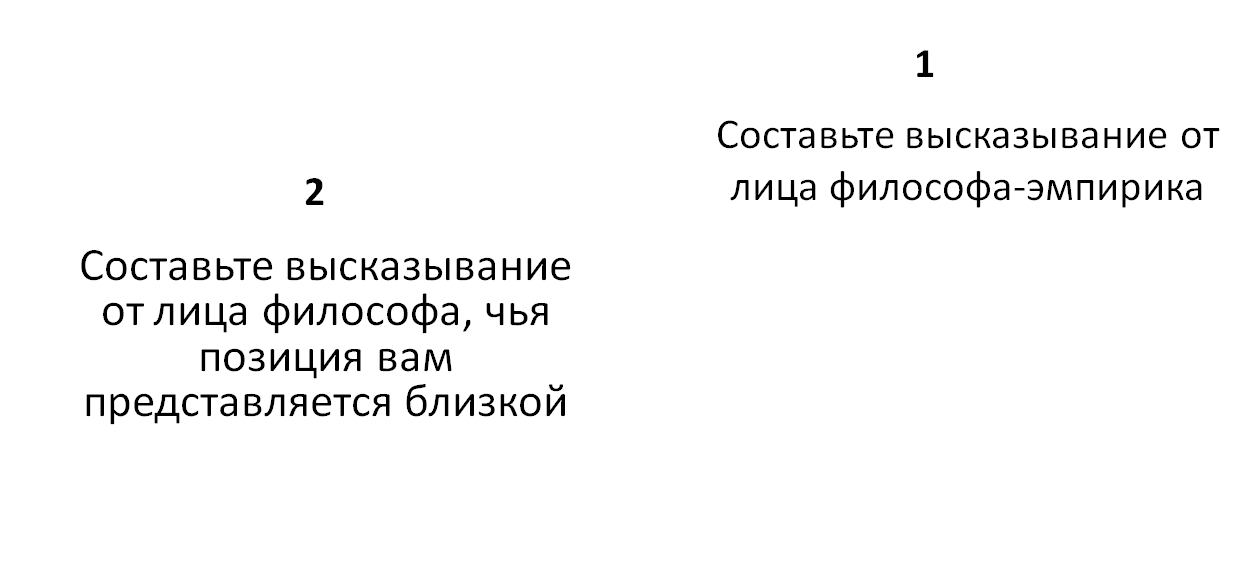 1
Составьте высказывание от
лица философа-эмпирика
2
Составьте высказывание
от лица философа, чья
позиция вам
представляется близкой